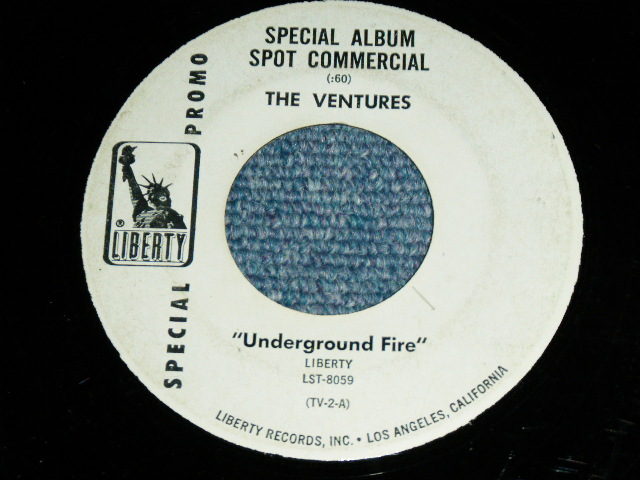 SPECIAL ALBUM
SPOT COMMERCIAL
(:60)
THE VENTURES
SPECIAL PROMO
® LIBERTY
"Underground Fire"
LIBERTY
LST-8059
(TV-2-A)
LIBERTY RECORDS, INC. • LOS ANGELES, CALIFORNIA